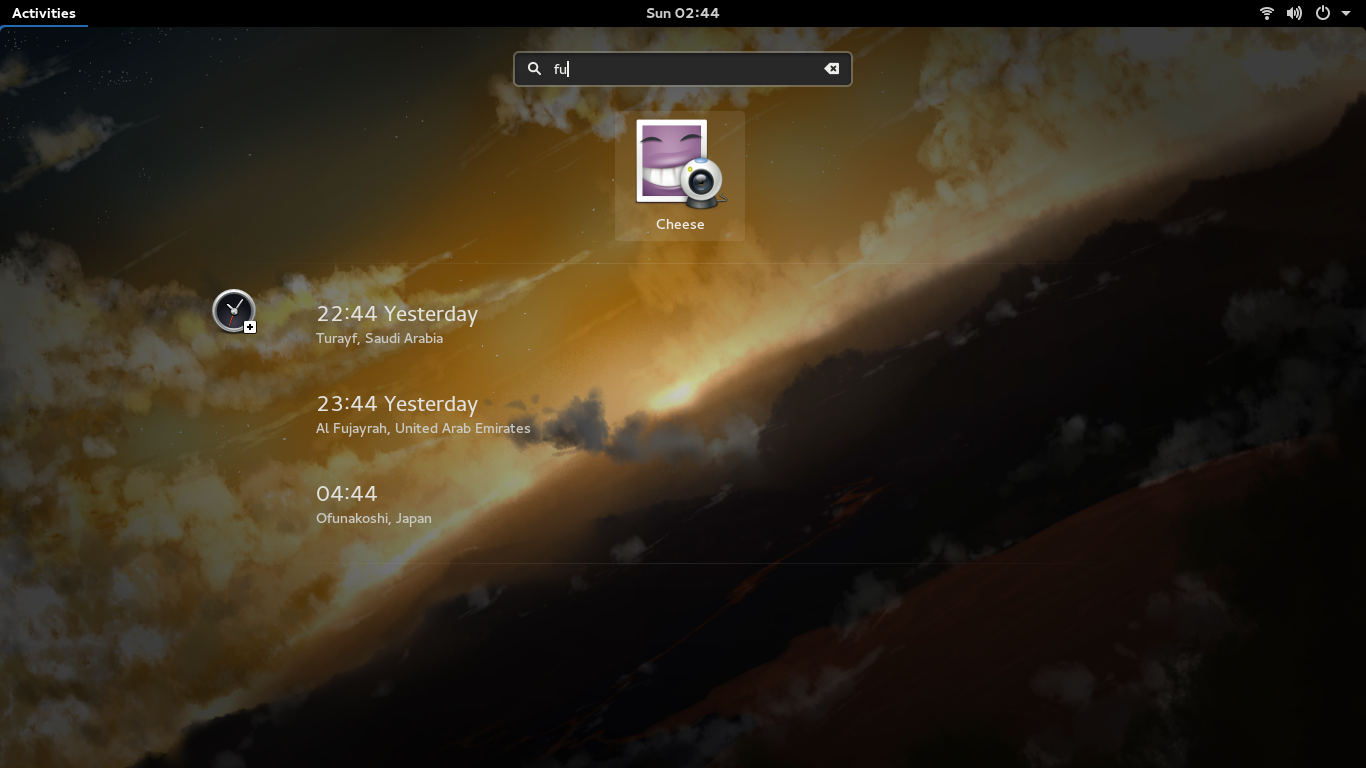 Activities
Sun 02:44
fu
Cheese
22:44 Yesterday
Turayf, Saudi Arabia
23:44 Yesterday
Al Fujayrah, United Arab Emirates
04:44
Ofunakoshi, Japan